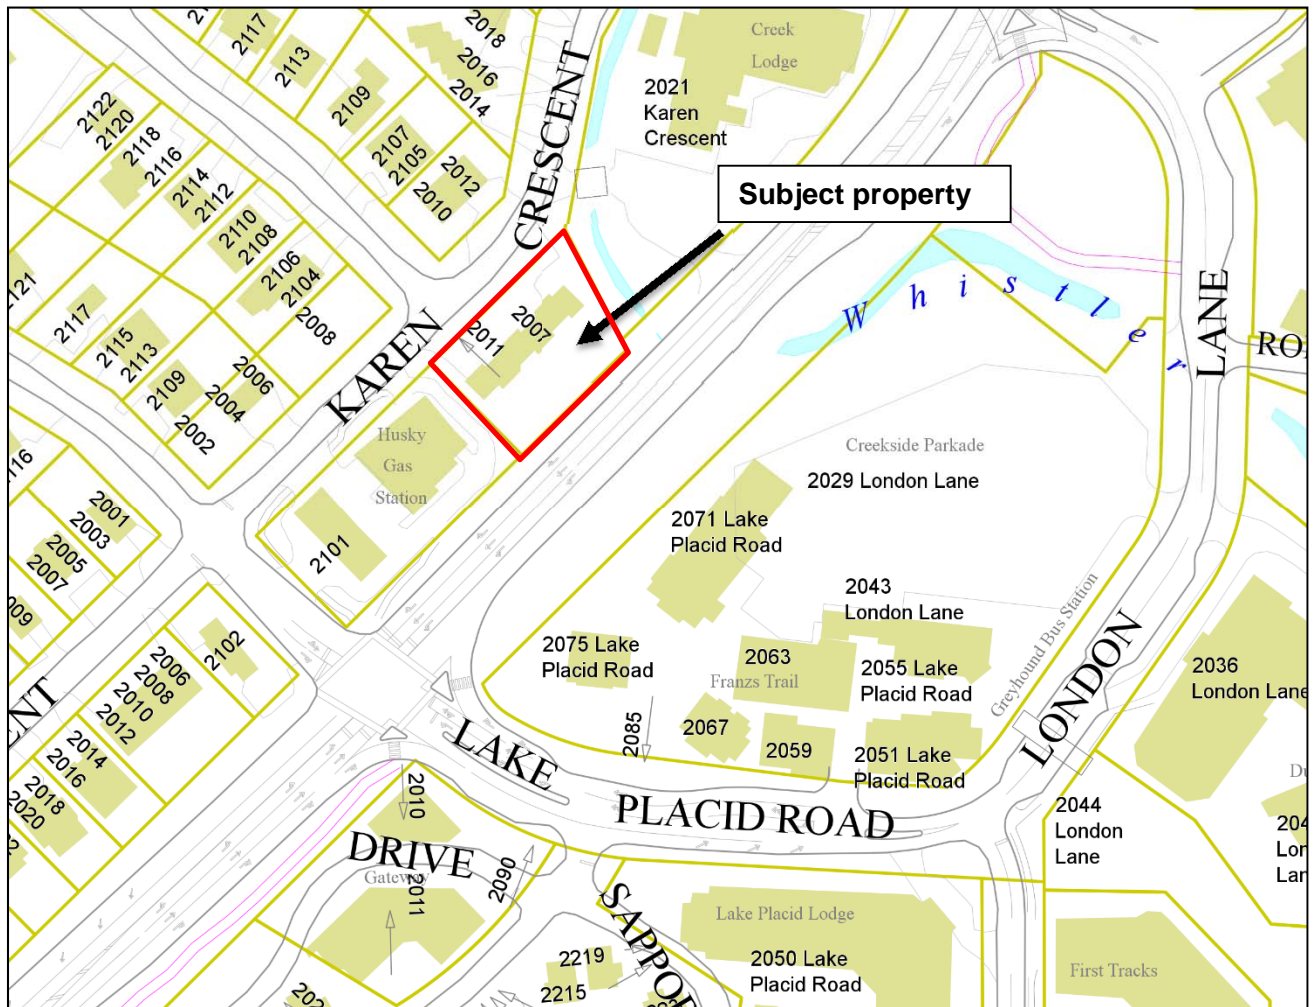 2117
2113
2109
2107
2105
2018
2016
2014
2012
2010
Creek
Lodge
2021
Karen
Crescent
CRESCENT
Subject property
2122
2120
2118
2116
2114
2112
2110
2108
2106
2104
2008
2117
2115
2113
2109
2006
2004
2002
KAREN
2007
2011
Whistler
LANE
Husky
Gas
Station
2101
Creekside Parkade
2029 London Lane
2071 Lake
Placid Road
2043
London Lane
2075 Lake
Placid Road
2063
Franzs Trail
2055 Lake
Placid Road
2067
2059
2051 Lake
Placid Road
2085
Greyhound Bus Station
LONDON
2036
London Lane
2001
2003
2005
2007
2102
2006
2008
2010
2012
2014
2016
2018
2020
LAKE
PLACID ROAD
2044
London
Lane
2010
DRIVE
Gateway
2011
2090
Lake Placid Lodge
2050 Lake
Placid Road
First Tracks
2219
2215